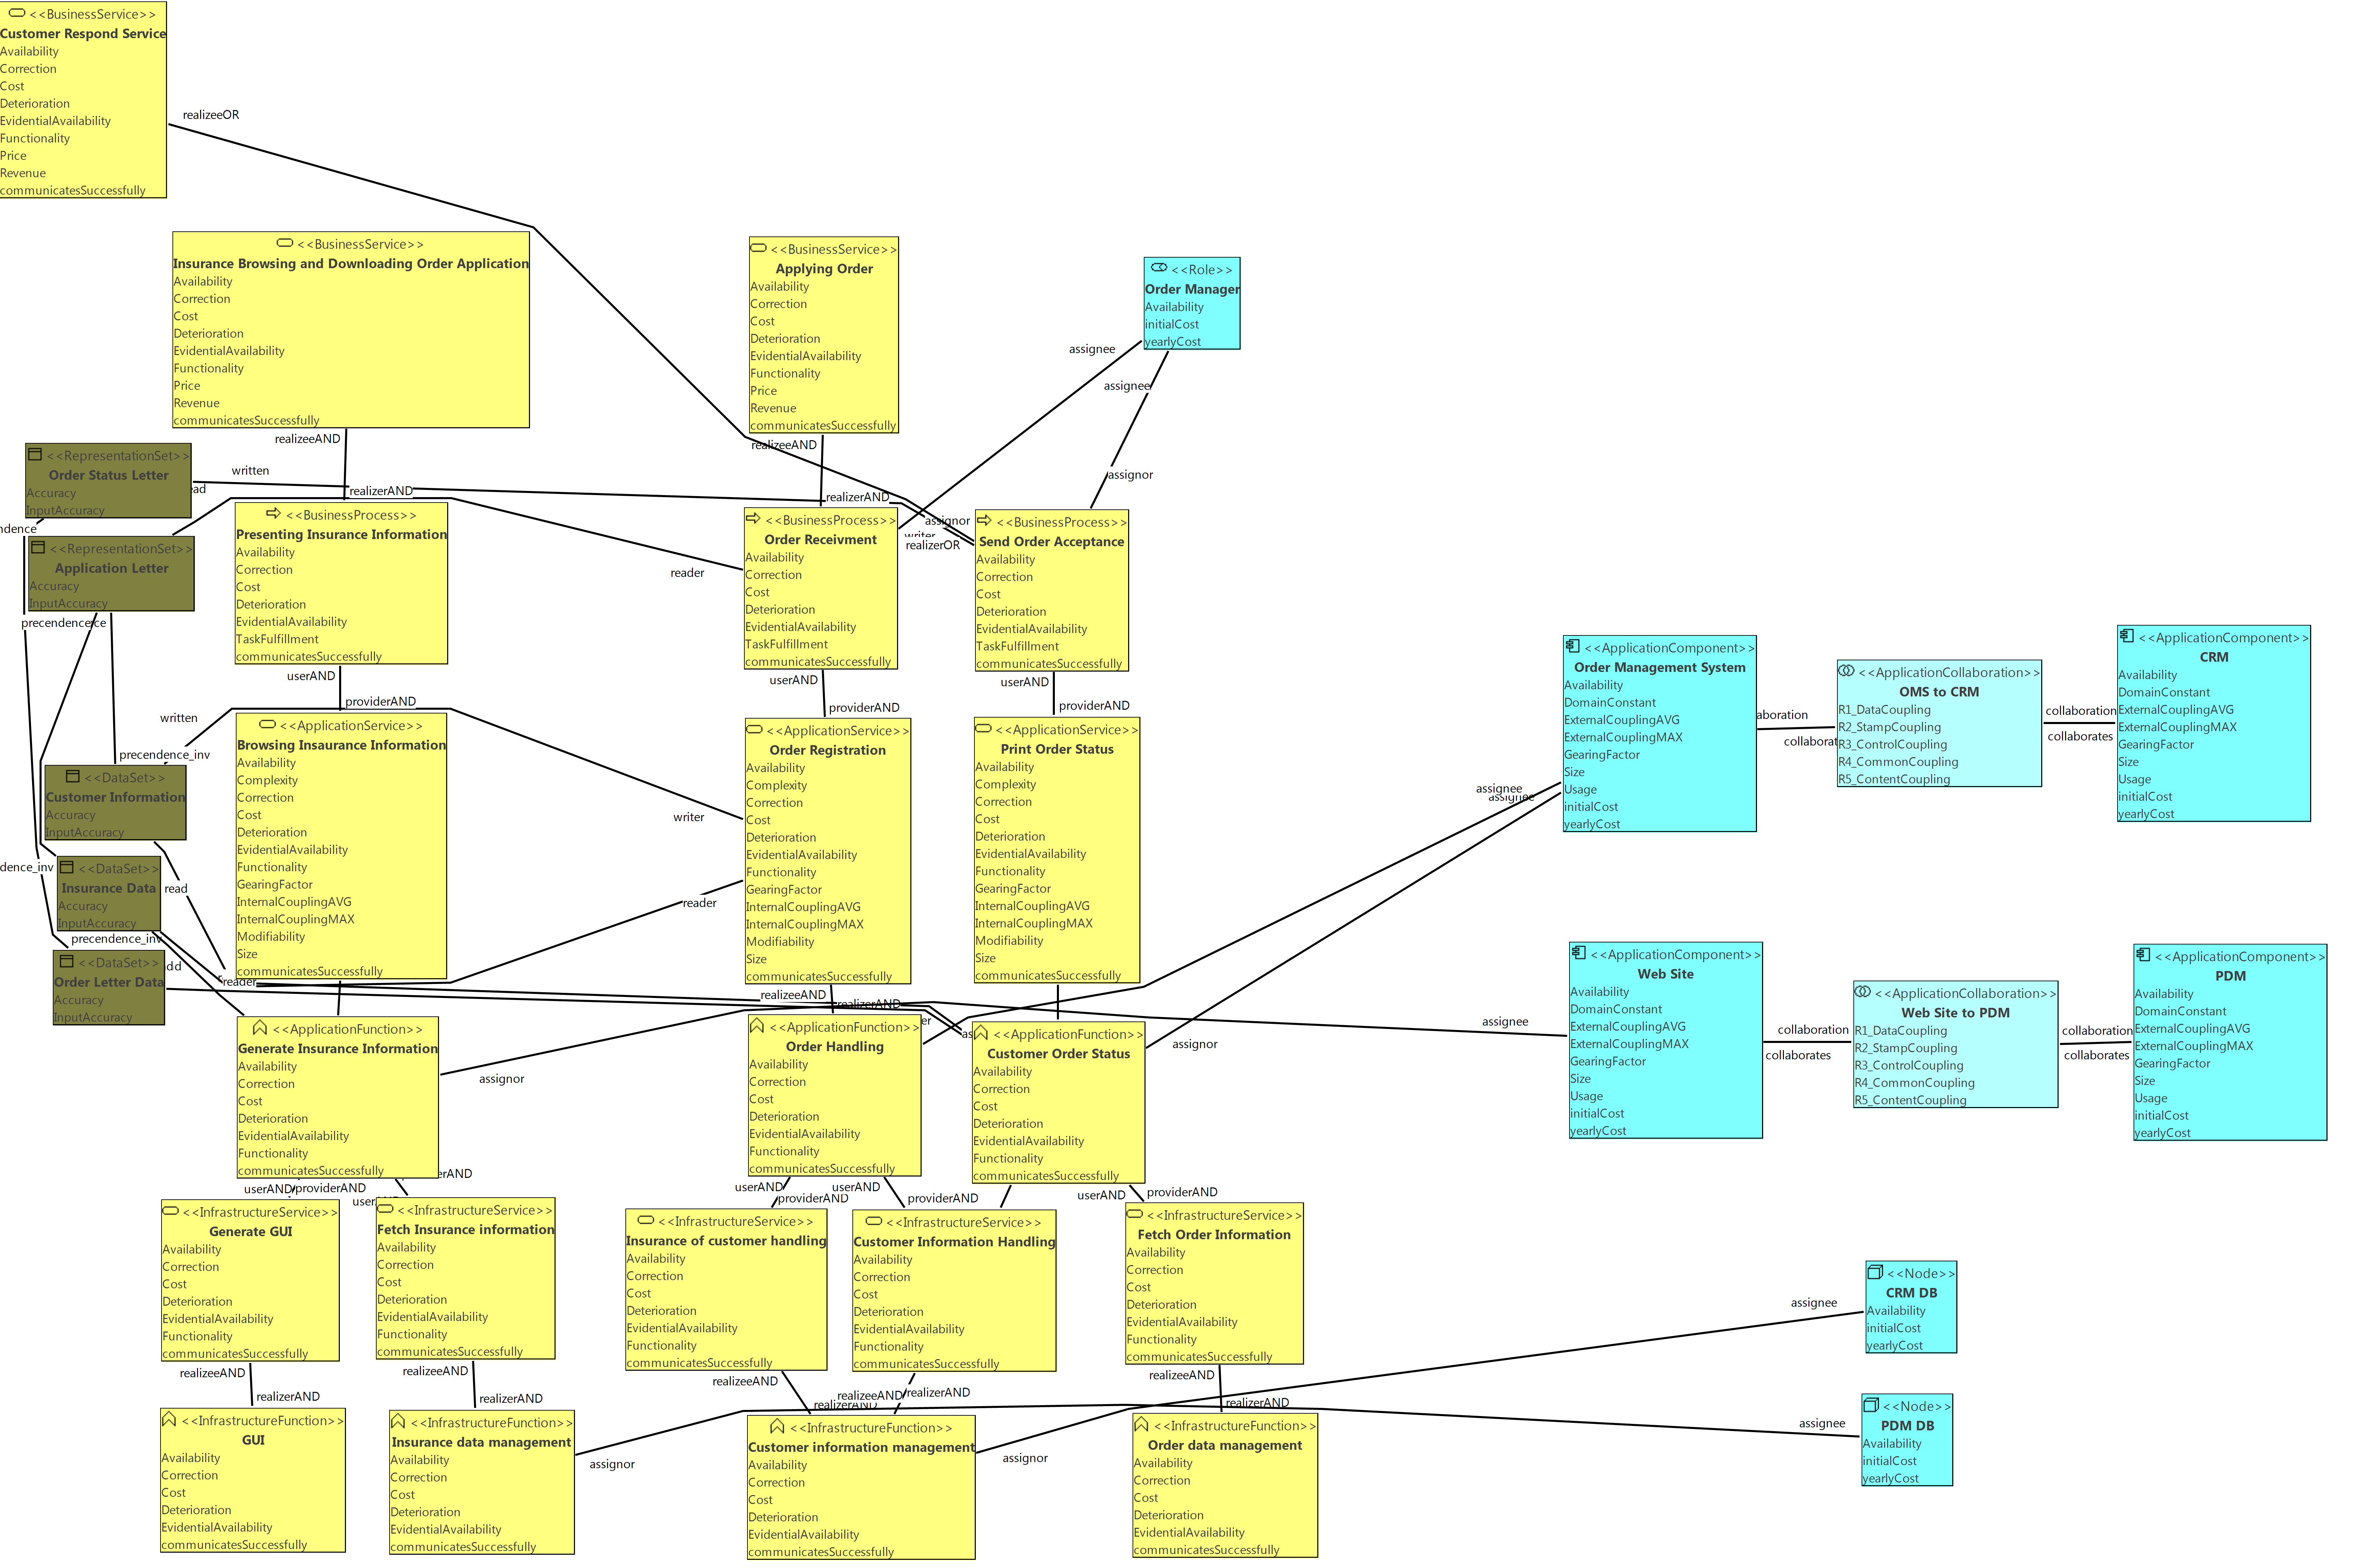 <<BusinessService>>
Customer Respond Service
Availability
Correction
Cost
Deterioration
EvidentialAvailability
Functionality
Price
Revenue
communicatesSuccessfully
realizeeOR
<<BusinessService>>
Insurance Browsing and Downloading Order Application
Availability
Correction
Cost
Deterioration
EvidentialAvailability
Functionality
Price
Revenue
communicatesSuccessfully
realizeeAND
<<BusinessService>>
Applying Order
Availability
Correction
Cost
Deterioration
EvidentialAvailability
Functionality
Price
Revenue
communicatesSuccessfully
realizeeAND
<<Role>>
Order Manager
Availability
initialCost
yearlyCost
assignee
assignee
assignor
<<RepresentationSet>>
Order Status Letter
Accuracy
InputAccuracy
written
ead
ndence
<<RepresentationSet>>
Application Letter
Accuracy
InputAccuracy
precendence
ce
realizerAND
<<BusinessProcess>>
Presenting Insurance Information
Availability
Correction
Cost
Deterioration
EvidentialAvailability
TaskFulfillment
communicatesSuccessfully
userAND
reader
realizerAND
<<BusinessProcess>>
Order Receivment
Availability
Correction
Cost
Deterioration
EvidentialAvailability
TaskFulfillment
communicatesSuccessfully
userAND
assignor
writer
realizerOR
<<BusinessProcess>>
Send Order Acceptance
Availability
Correction
Cost
Deterioration
EvidentialAvailability
TaskFulfillment
communicatesSuccessfully
userAND
written
precendence_inv
<<DataSet>>
Customer Information
Accuracy
InputAccuracy
dence_inv
read
<<DataSet>>
Insurance Data
Accuracy
InputAccuracy
precendence_inv
<<DataSet>>
Order Letter Data
Accuracy
InputAccuracy
reader
providerAND
<<ApplicationService>>
Browsing Insaurance Information
Availability
Complexity
Correction
Cost
Deterioration
EvidentialAvailability
Functionality
GearingFactor
InternalCouplingAVG
InternalCouplingMAX
Modifiability
Size
communicatesSuccessfully
writer
reader
providerAND
<<ApplicationService>>
Order Registration
Availability
Complexity
Correction
Cost
Deterioration
EvidentialAvailability
Functionality
GearingFactor
InternalCouplingAVG
InternalCouplingMAX
Modifiability
Size
communicatesSuccessfully
realizeeAND
realizerAND
providerAND
<<ApplicationService>>
Print Order Status
Availability
Complexity
Correction
Cost
Deterioration
EvidentialAvailability
Functionality
GearingFactor
InternalCouplingAVG
InternalCouplingMAX
Modifiability
Size
communicatesSuccessfully
<<ApplicationComponent>>
Order Management System
Availability
DomainConstant
ExternalCouplingAVG
ExternalCouplingMAX
GearingFactor
Size
Usage
initialCost
yearlyCost
assignee
assignee
aboration
collaborat
<<ApplicationCollaboration>>
OMS to CRM
R1_DataCoupling
R2_StampCoupling
R3_ControlCoupling
R4_CommonCoupling
R5_ContentCoupling
collaboration
collaborates
<<ApplicationComponent>>
CRM
Availability
DomainConstant
ExternalCouplingAVG
ExternalCouplingMAX
GearingFactor
Size
Usage
initialCost
yearlyCost
<<ApplicationComponent>>
Web Site
Availability
DomainConstant
ExternalCouplingAVG
ExternalCouplingMAX
GearingFactor
Size
Usage
initialCost
yearlyCost
assignee
collaboration
collaborates
<<ApplicationCollaboration>>
Web Site to PDM
R1_DataCoupling
R2_StampCoupling
R3_ControlCoupling
R4_CommonCoupling
R5_ContentCoupling
collaboration
collaborates
<<ApplicationComponent>>
PDM
Availability
DomainConstant
ExternalCouplingAVG
ExternalCouplingMAX
GearingFactor
Size
Usage
initialCost
yearlyCost
<<ApplicationFunction>>
Generate Insurance Information
Availability
Correction
Cost
Deterioration
EvidentialAvailability
Functionality
communicatesSuccessfully
assignor
userAND
providerAND
erAND
<<ApplicationFunction>>
Order Handling
Availability
Correction
Cost
Deterioration
EvidentialAvailability
Functionality
communicatesSuccessfully
er
userAND
userAND
providerAND
providerAND
<<ApplicationFunction>>
Customer Order Status
Availability
Correction
Cost
Deterioration
EvidentialAvailability
Functionality
communicatesSuccessfully
assignor
userAND
providerAND
<<InfrastructureService>>
Generate GUI
Availability
Correction
Cost
Deterioration
EvidentialAvailability
Functionality
communicatesSuccessfully
realizeeAND
realizerAND
<<InfrastructureService>>
Fetch Insurance information
Availability
Correction
Cost
Deterioration
EvidentialAvailability
Functionality
communicatesSuccessfully
realizeeAND
realizerAND
<<InfrastructureService>>
Insurance of customer handling
Availability
Correction
Cost
Deterioration
EvidentialAvailability
Functionality
communicatesSuccessfully
realizeeAND
realizerAND
<<InfrastructureService>>
Customer Information Handling
Availability
Correction
Cost
Deterioration
EvidentialAvailability
Functionality
communicatesSuccessfully
realizeeAND
realizerAND
<<InfrastructureService>>
Fetch Order Information
Availability
Correction
Cost
Deterioration
EvidentialAvailability
Functionality
communicatesSuccessfully
realizeeAND
realizerAND
<<Node>>
CRM DB
Availability
initialCost
yearlyCost
assignee
<<Node>>
PDM DB
Availability
initialCost
yearlyCost
assignee
<<InfrastructureFunction>>
GUI
Availability
Correction
Cost
Deterioration
EvidentialAvailability
communicatesSuccessfully
<<InfrastructureFunction>>
Insurance data management
Availability
Correction
Cost
Deterioration
EvidentialAvailability
communicatesSuccessfully
assignor
<<InfrastructureFunction>>
Customer information management
Availability
Correction
Cost
Deterioration
EvidentialAvailability
communicatesSuccessfully
assignor
<<InfrastructureFunction>>
Order data management
Availability
Correction
Cost
Deterioration
EvidentialAvailability
communicatesSuccessfully